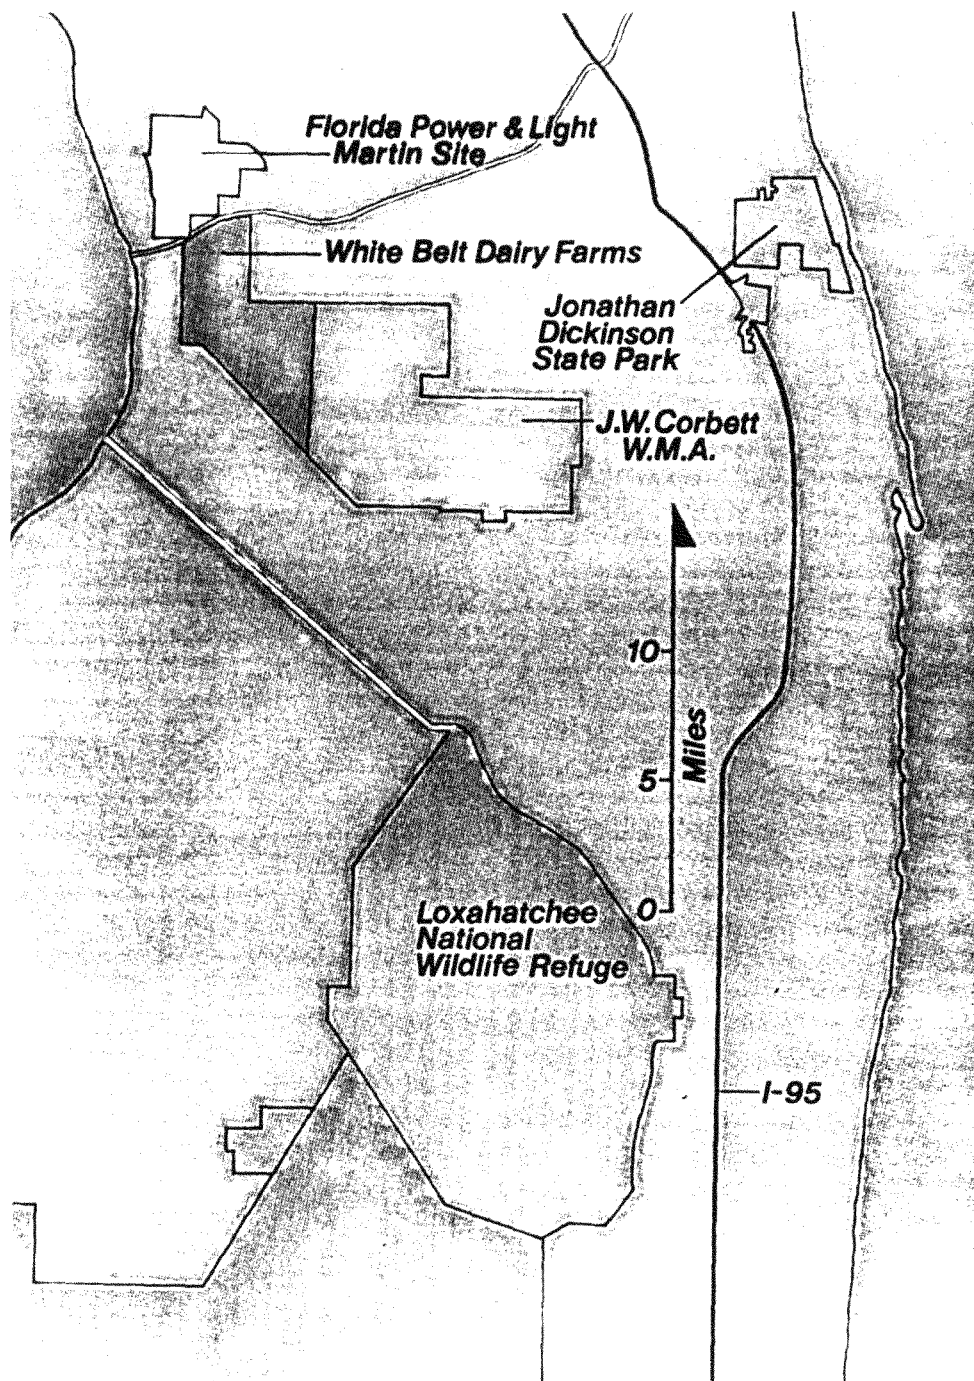 Florida Power & Light
Martin Site
White Belt Dairy Farms
Jonathan
Dickinson
State Park
J.W. Corbett
W.M.A.
10
5
0
Miles
Loxahatchee
National
Wildlife Refuge
I-95